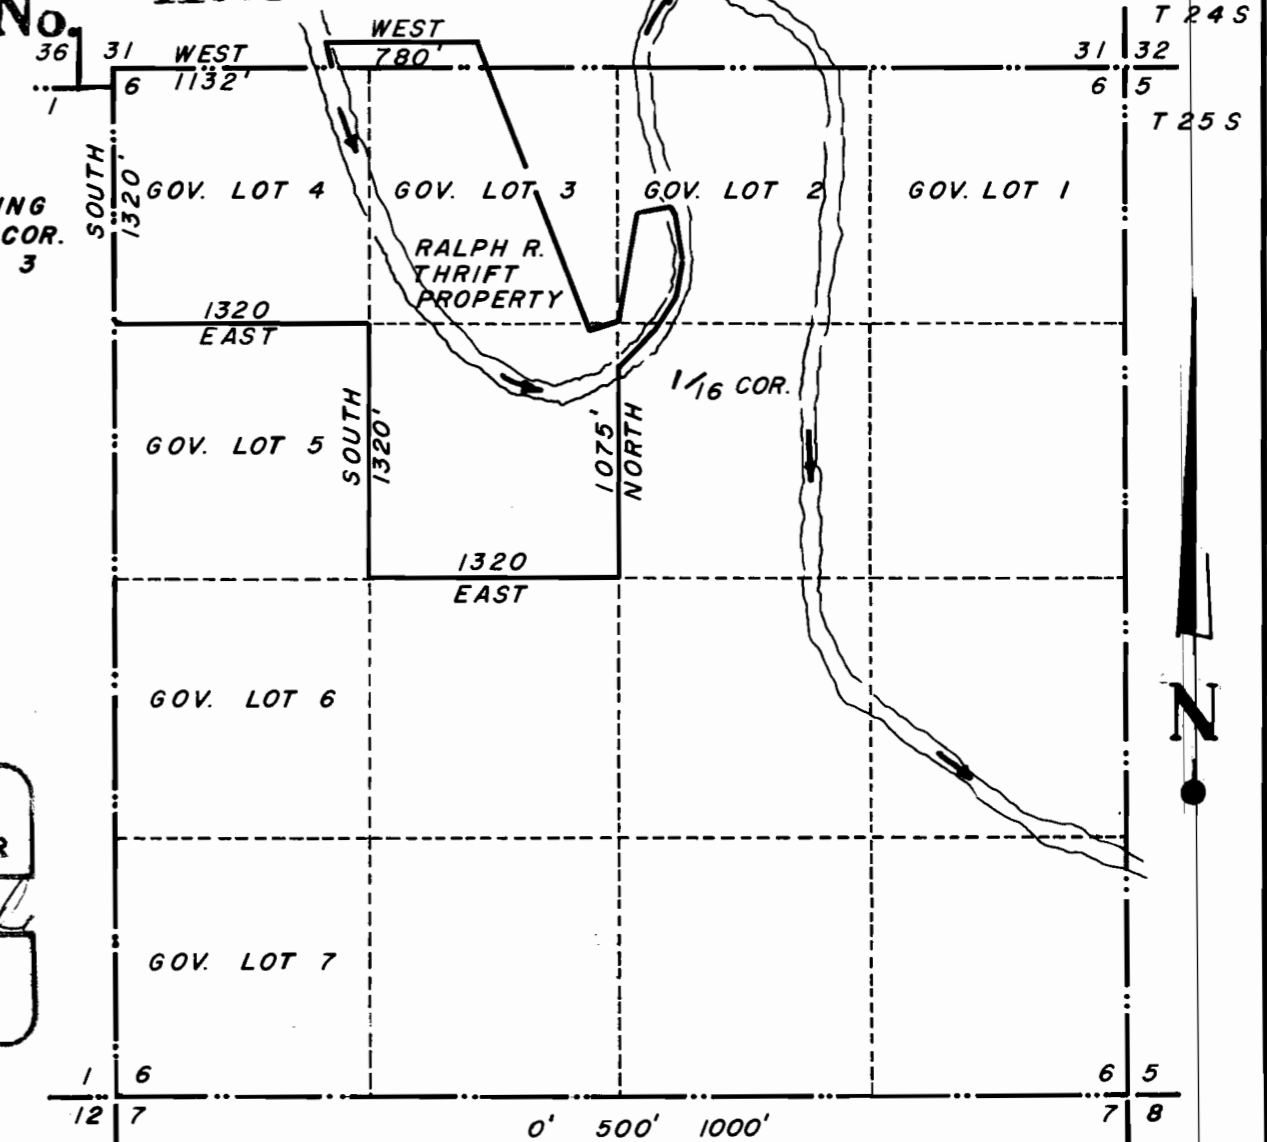 No.
T 24 S
36 31 WEST
1132'
WEST
780'
31 32
1
6
6 5
T 25 S
SOUTH
1320'
GOV. LOT 4
GOV. LOT 3
GOV. LOT 2
GOV. LOT 1
ING
COR.
3
RALPH R.
THRIFT
PROPERTY
1320
EAST
1/16 COR.
GOV. LOT 5
SOUTH
1320'
1075'
NORTH
1320
EAST
GOV. LOT 6
N
R
GOV. LOT 7
1 6
6 5
12 7
7 8
0' 500' 1000'